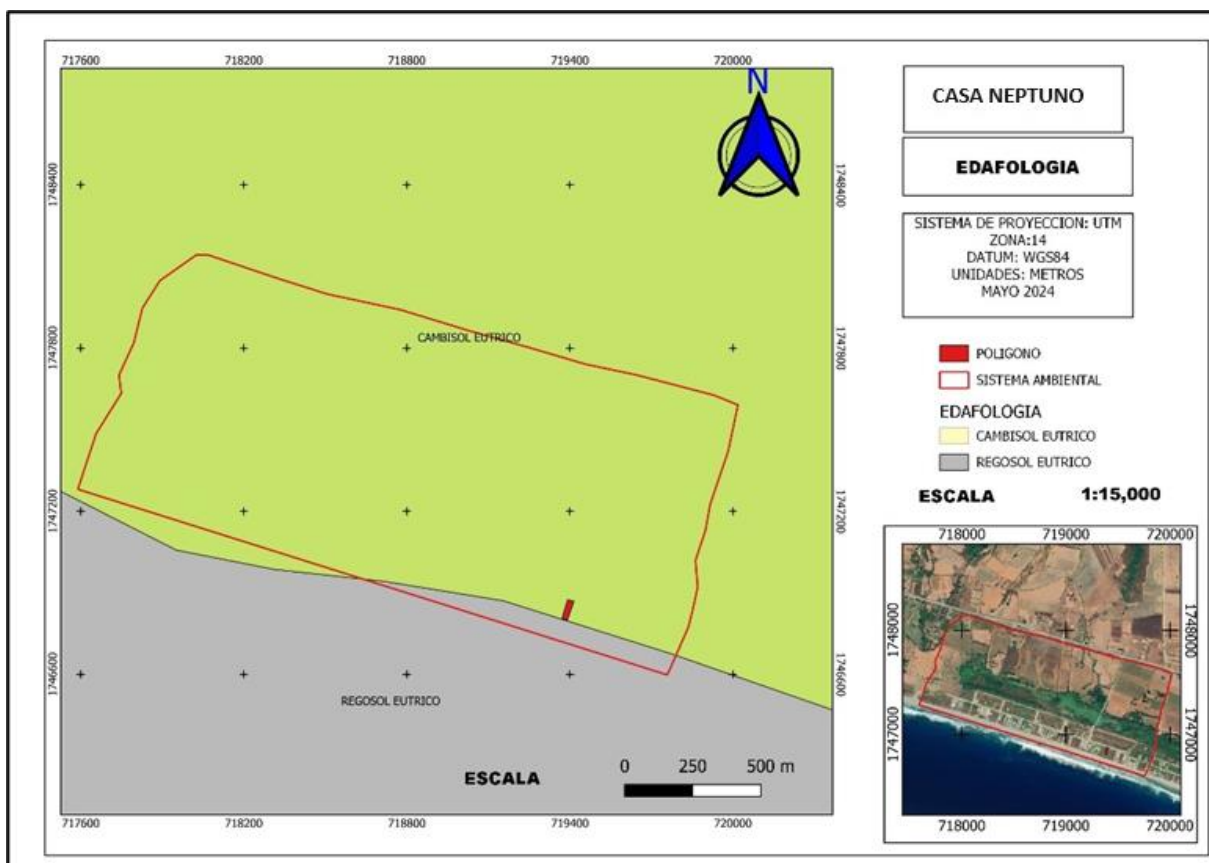 717600 718200 718800 719400 720000
N
1748400 1748400
1747800 1747800
1747200 1747200
1746600 1746600
CAMBISOL EUTRICO
REGOSOL EUTRICO
ESCALA
0 250 500 m
717600 718200 718800 719400 720000
CASA NEPTUNO
EDAFOLOGIA
SISTEMA DE PROYECCION: UTM
ZONA:14
DATUM: WGS84
UNIDADES: METROS
MAYO 2024
POLIGONO
SISTEMA AMBIENTAL
EDAFOLOGIA
CAMBISOL EUTRICO
REGOSOL EUTRICO
ESCALA 1:15,000
718000 719000 720000
1748000 1748000
1747000 1747000
718000 719000 720000